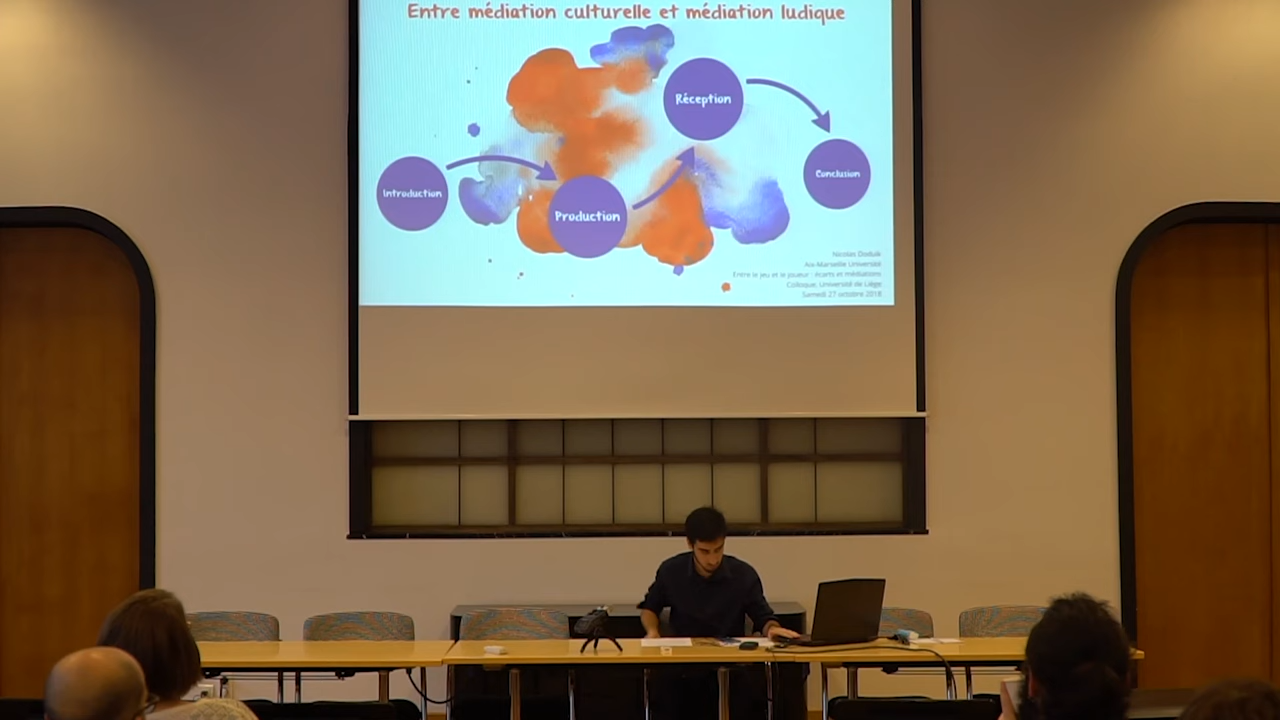 Entre médiation culturelle et médiation ludique
Réception
Conclusion
Introduction
Production
Nicolas Doduik
Aix-Marseille Université
Entre le jeu et le joueur : écarts et médiations
Colloque, Université de Liège
Samedi 27 octobre 2018